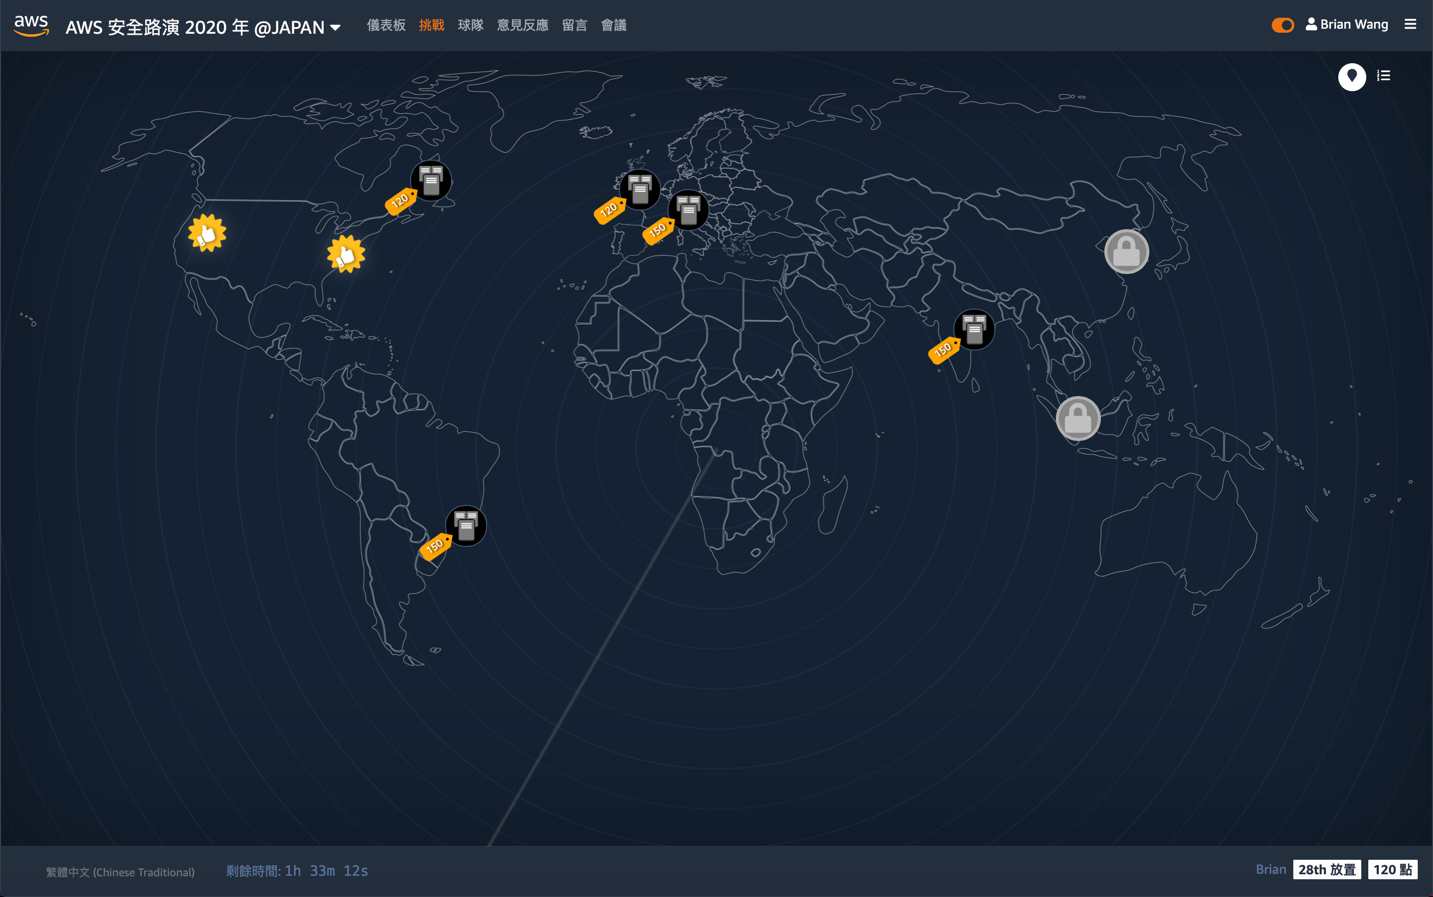 aws
AWS 安全路演 2020 年 @JAPAN
儀表板 挑戰 球隊 意見反應 留言 會議
Brian Wang
120
120
150
150
150
繁體中文 (Chinese Traditional)
剩餘時間: 1h 33m 12s
Brian 28th 放置 120 點